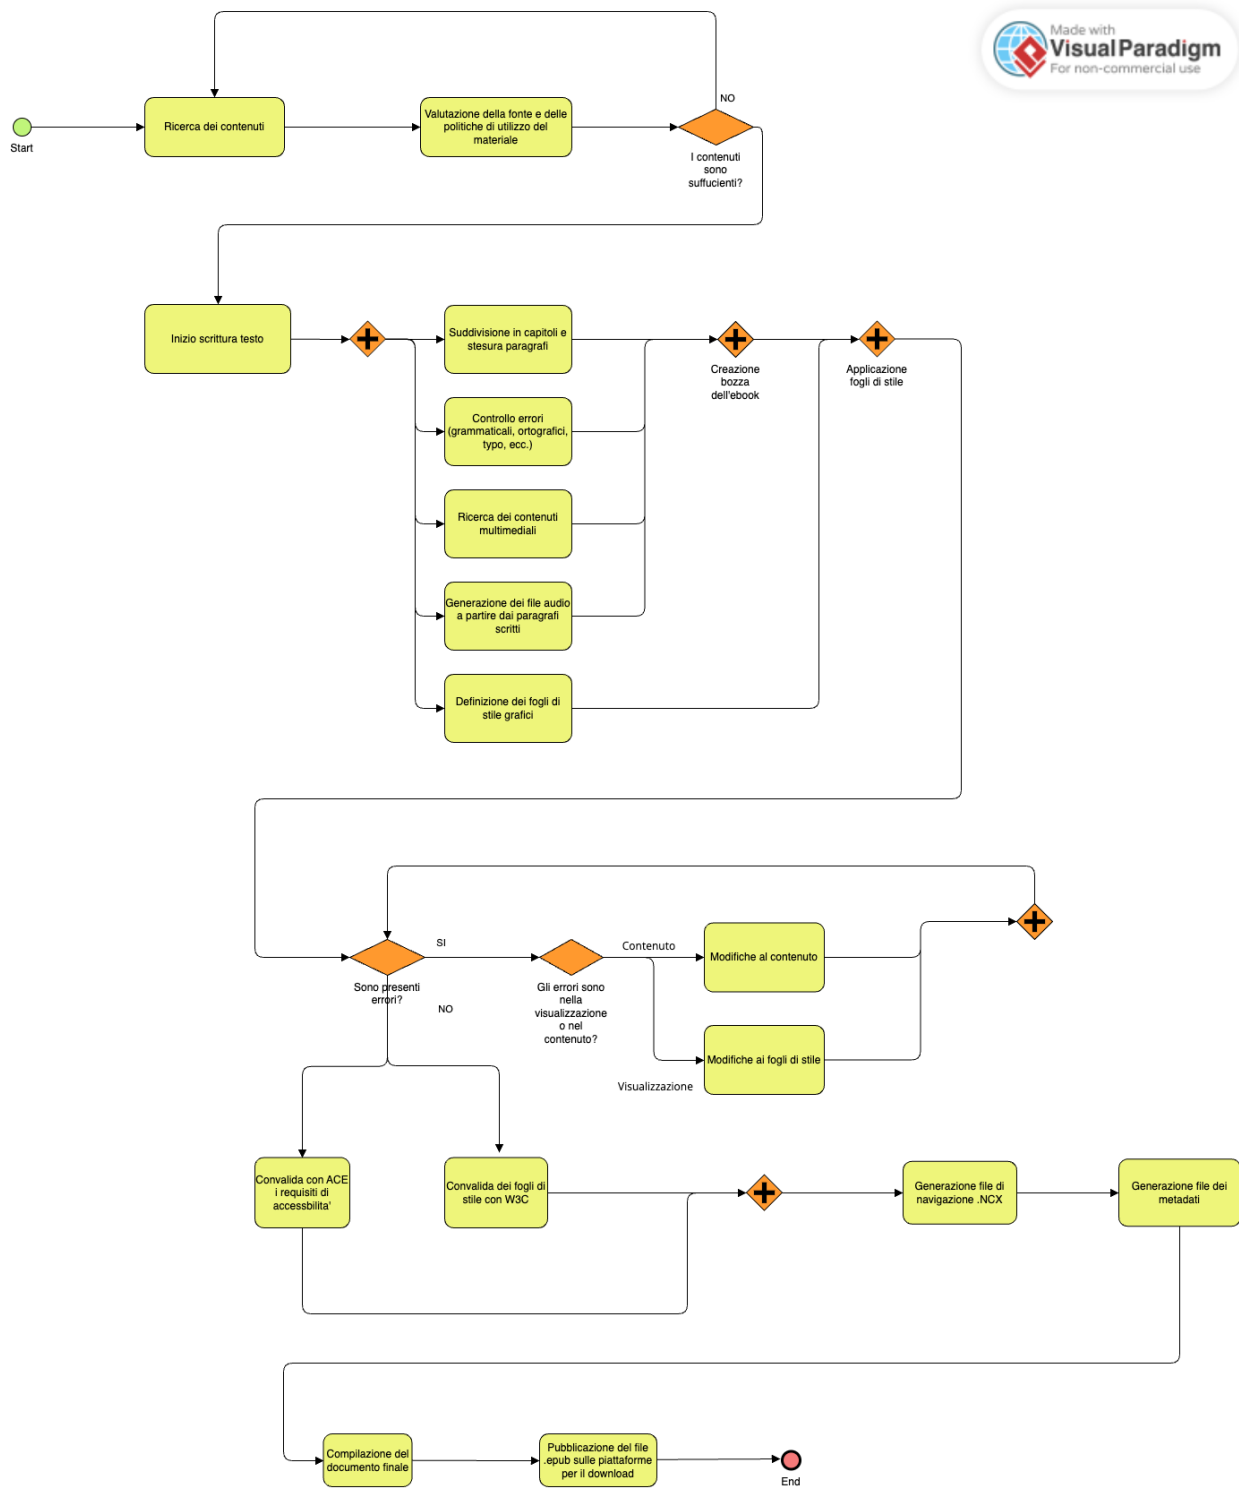 Made with
Visual Paradigm
For non-commercial use
NO
Start
Ricerca dei contenuti
Valutazione della fonte e delle
politiche di utilizzo del
materiale
I contenuti
sono
suffucienti?
Inizio scrittura testo
Suddivisione in capitoli e
stesura paragrafi
Creazione
bozza
dell'ebook
Applicazione
fogli di stile
Controllo errori
(grammaticali, ortografici,
typo, ecc.)
Ricerca dei contenuti
multimediali
Generazione dei file audio
a partire dai paragrafi
scritti
Definizione dei fogli di
stile grafici
SI
Sono presenti
errori?
NO
Gli errori sono
nella
visualizzazione
o nel
contenuto?
Contenuto
Modifiche al contenuto
Modifiche ai fogli di stile
Visualizzazione
Convalida con ACE
i requisiti di
accessbilita'
Convalida dei fogli di
stile con W3C
Generazione file di
navigazione .NCX
Generazione file dei
metadati
Compilazione del
documento finale
Pubblicazione del file
.epub sulle piattaforme
per il download
End